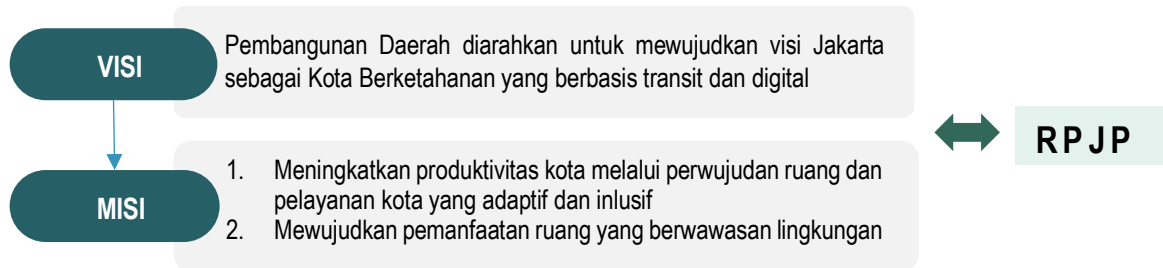 VISI
Pembangunan Daerah diarahkan untuk mewujudkan visi Jakarta
sebagai Kota Berketahanan yang berbasis transit dan digital
MISI
1. Meningkatkan produktivitas kota melalui perwujudan ruang dan
pelayanan kota yang adaptif dan inlusif
2. Mewujudkan pemanfaatan ruang yang berwawasan lingkungan
RPJP